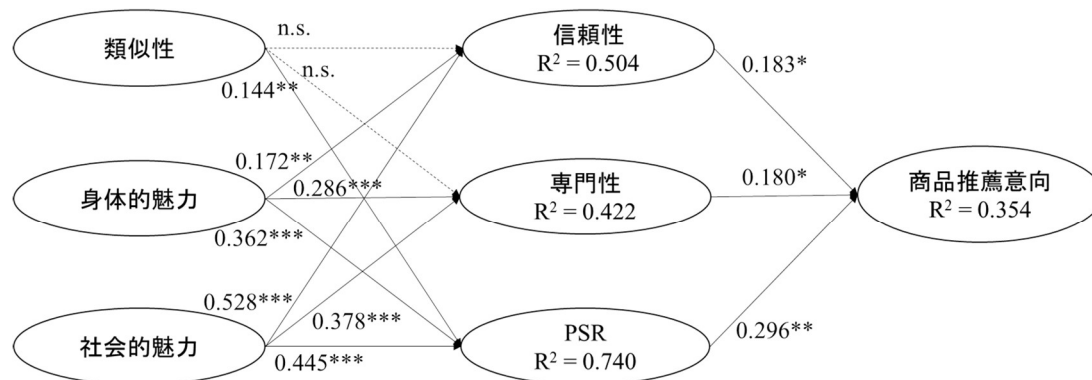 類似性
n.s.
信頼性
R² = 0.504
n.s.
0.144**
0.183*
0.172**
身体的魅力
0.286***
専門性
R² = 0.422
0.180*
商品推薦意向
R² = 0.354
0.362***
0.528***
0.378***
社会的魅力
0.445***
PSR
R² = 0.740
0.296**